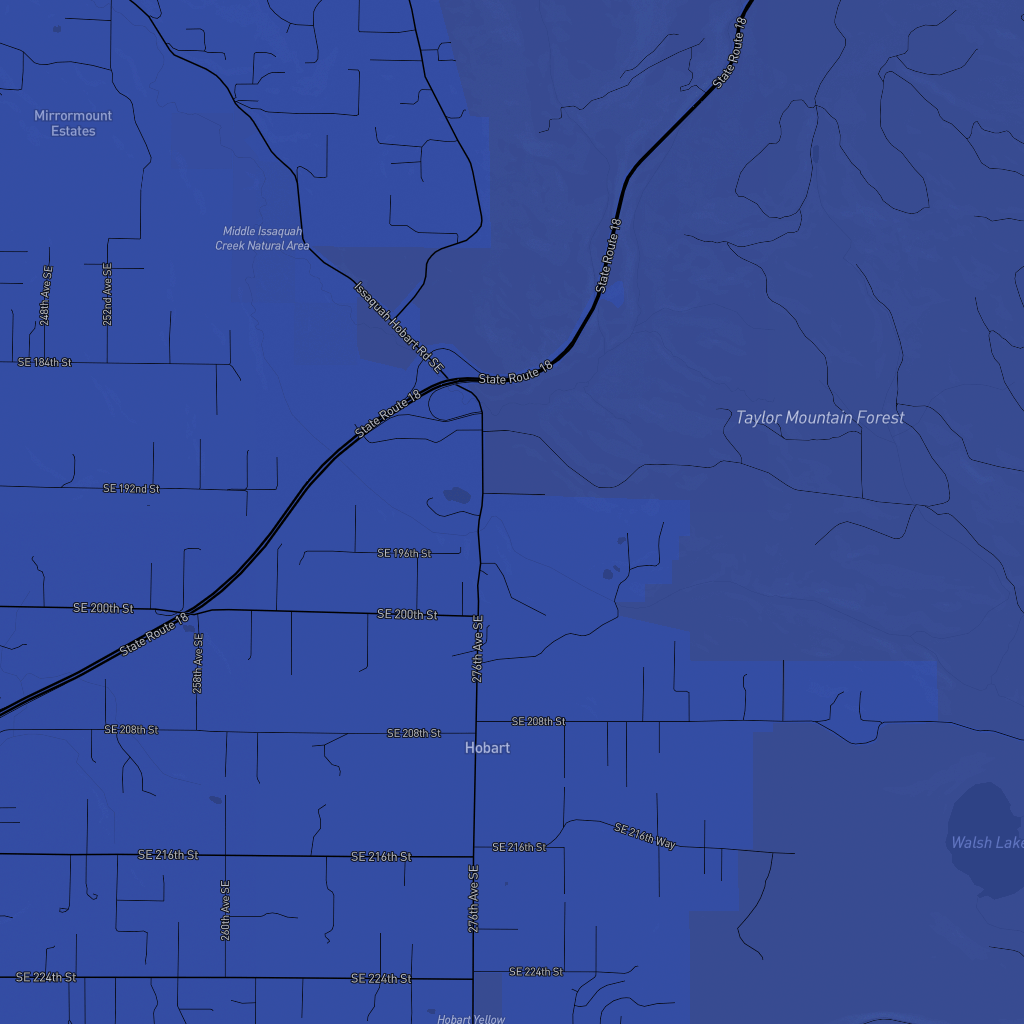 State Route 18
Mirrormount
Estates
Middle Issaquah
Creek Natural Area
State Route 18
248th Ave SE
252nd Ave SE
Issaquah Hobart Rd SE
SE 184th St
State Route 18
State Route 18
Taylor Mountain Forest
SE 192nd St
SE 196th St
SE 200th St
SE 200th St
State Route 18
258th Ave SE
276th Ave SE
SE 208th St
SE 208th St
SE 208th St
Hobart
SE 216th Way
Walsh Lake
SE 216th St
SE 216th St
SE 216th St
260th Ave SE
276th Ave SE
SE 224th St
SE 224th St
SE 224th St
Hobart Yellow